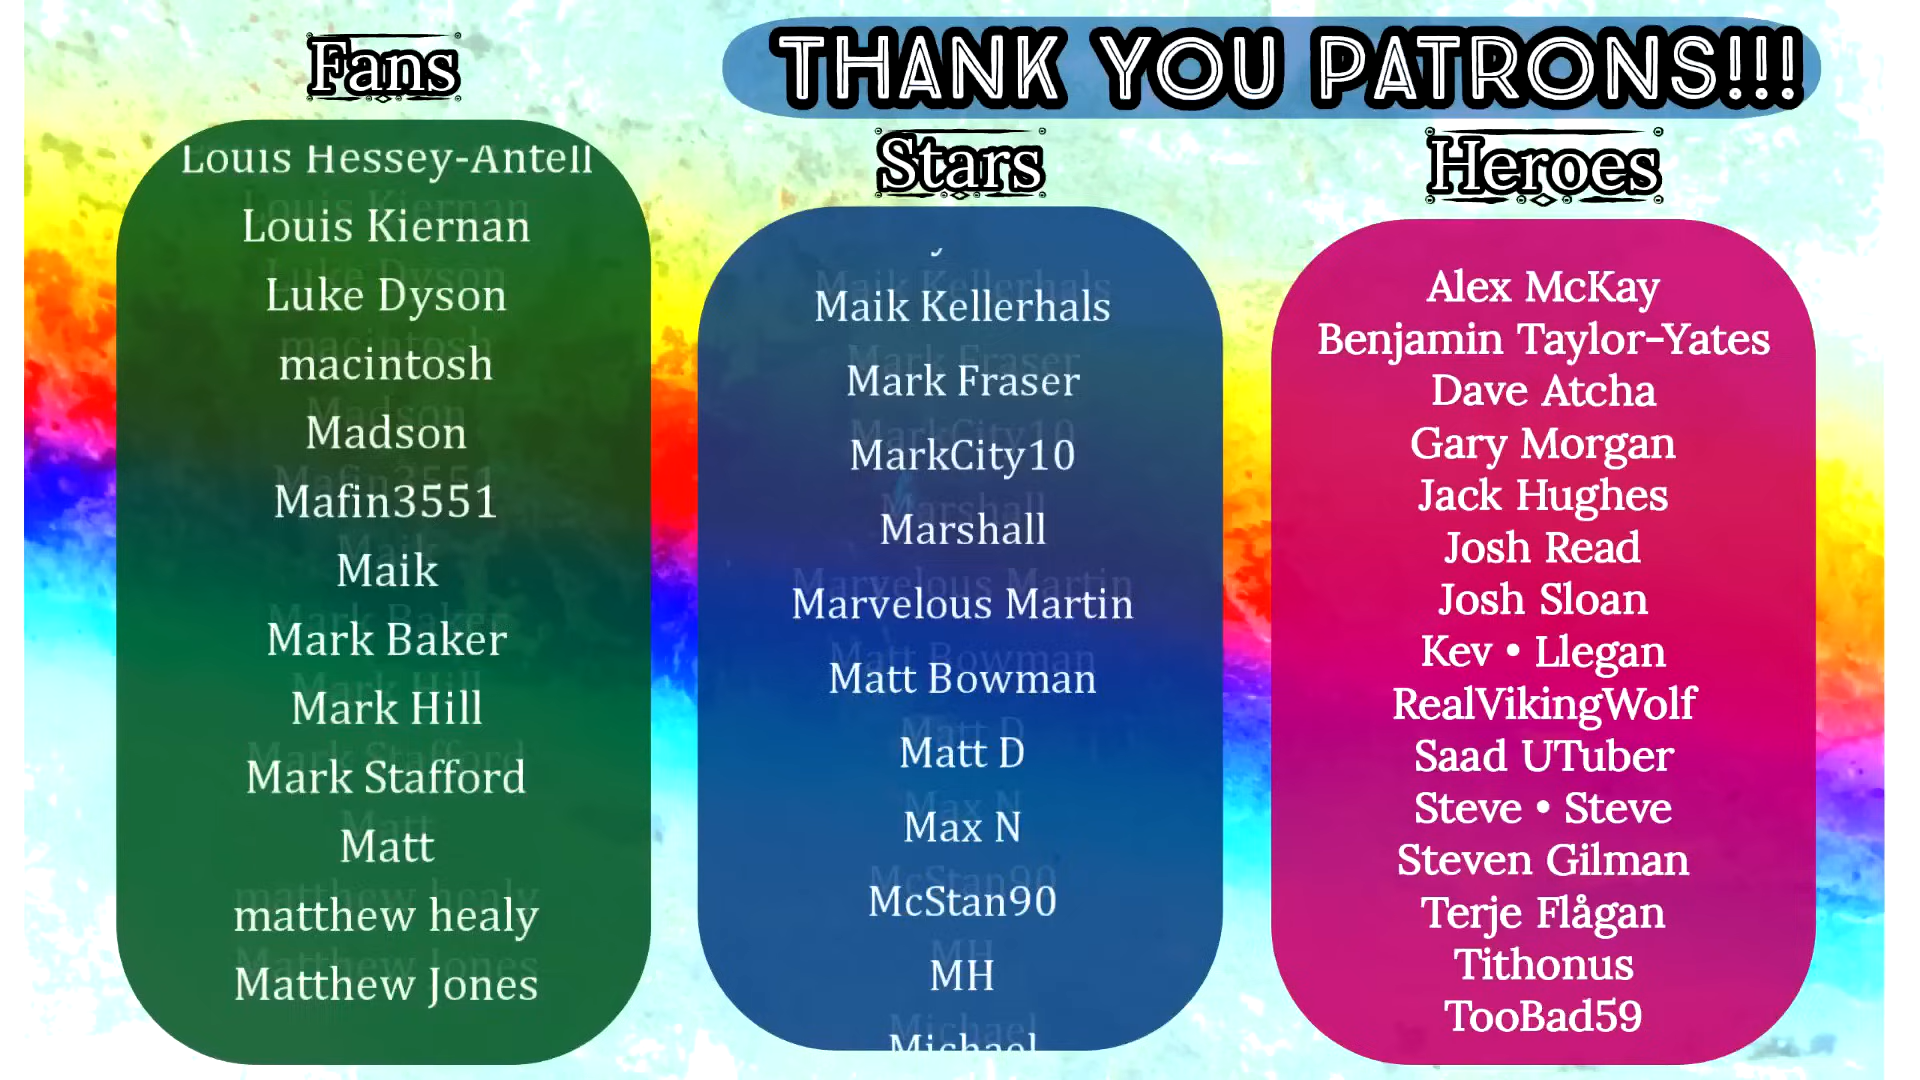 Fans
THANK YOU PATRONS!!!
Stars
Heroes
Louis Hessey-Antell
Louis Kiernan
Luke Dyson
macintosh
Madson
Mafin3551
Maik
Mark Baker
Mark Hill
Mark Stafford
Matt
matthew healy
Matthew Jones
Maik Kellerhals
Mark Fraser
MarkCity10
Marshall
Marvelous Martin
Matt Bowman
Matt D
Max N
McStan90
MH
Michael
Alex McKay
Benjamin Taylor-Yates
Dave Atcha
Gary Morgan
Jack Hughes
Josh Read
Josh Sloan
Kev • Llegan
RealVikingWolf
Saad UTuber
Steve • Steve
Steven Gilman
Terje Flågan
Tithonus
TooBad59